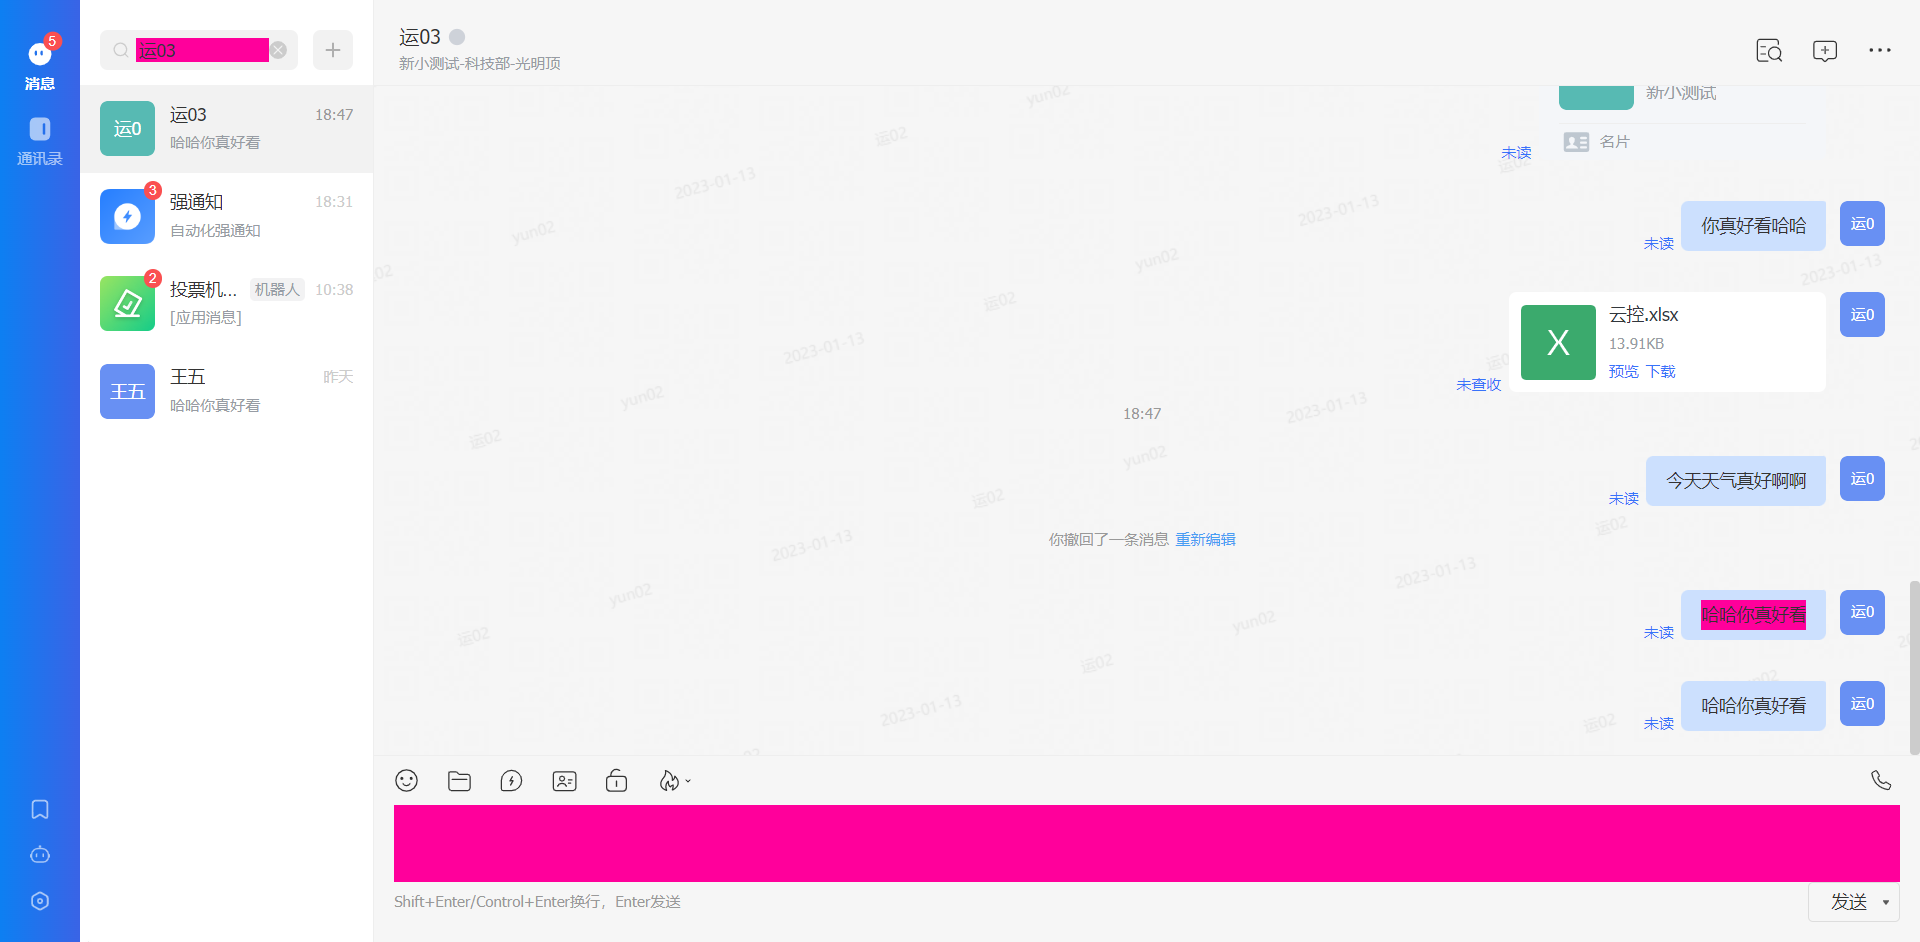 5
消息
通讯录
运03
运0
运03
18:47
哈哈你真好看
3
强通知
18:31
自动化强通知
2
投票机...
机器人
10:38
[应用消息]
王五
王五
昨天
哈哈你真好看
运03
新小测试-科技部-光明顶
新小测试
名片
未读
你真好看哈哈
运0
未读
云控.xlsx
运0
X
13.91KB
预览 下载
未查收
18:47
今天天气真好啊啊
运0
未读
你撤回了一条消息 重新编辑
哈哈你真好看
运0
未读
哈哈你真好看
运0
未读
yun02
运02
2023-01-13
Shift+Enter/Control+Enter换行，Enter发送
发送